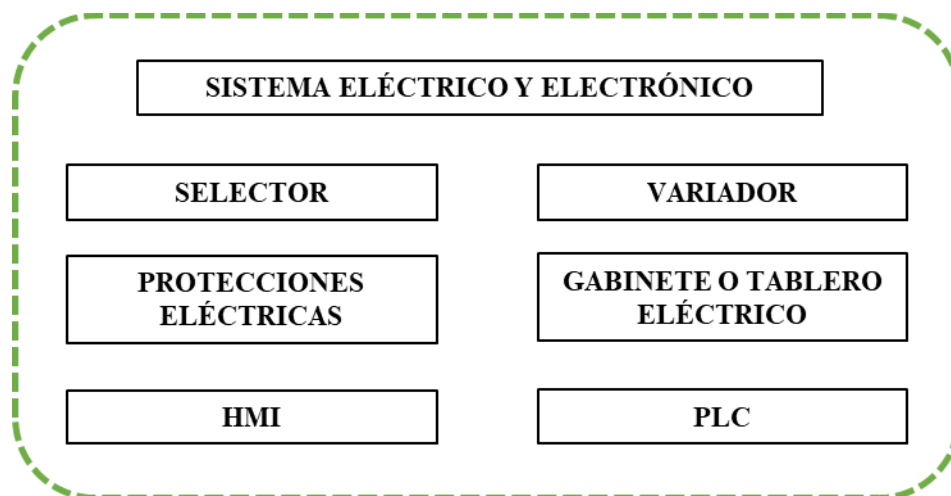 SISTEMA ELÉCTRICO Y ELECTRÓNICO
SELECTOR
VARIADOR
PROTECCIONES
ELÉCTRICAS
GABINETE O TABLERO
ELÉCTRICO
HMI
PLC